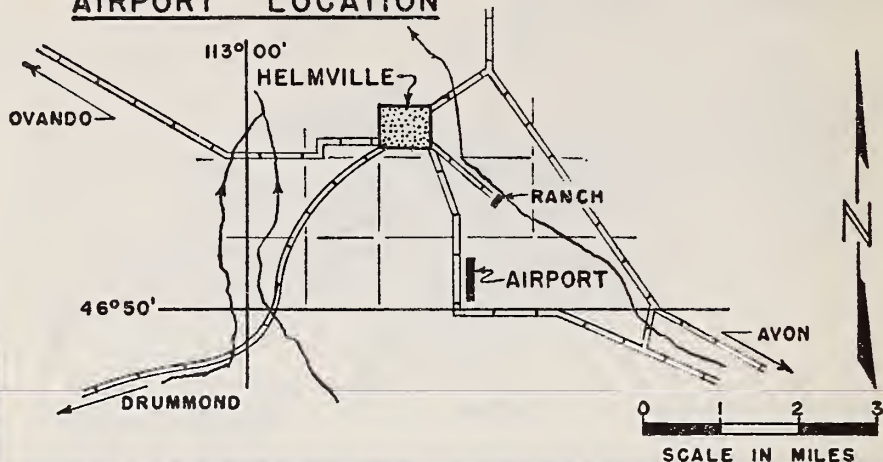 AIRPORT LOCATION
113° 00'
HELMVILLE
OVANDO
RANCH
N
AIRPORT
46° 50'
AVON
DRUMMOND
0 1 2 3
SCALE IN MILES